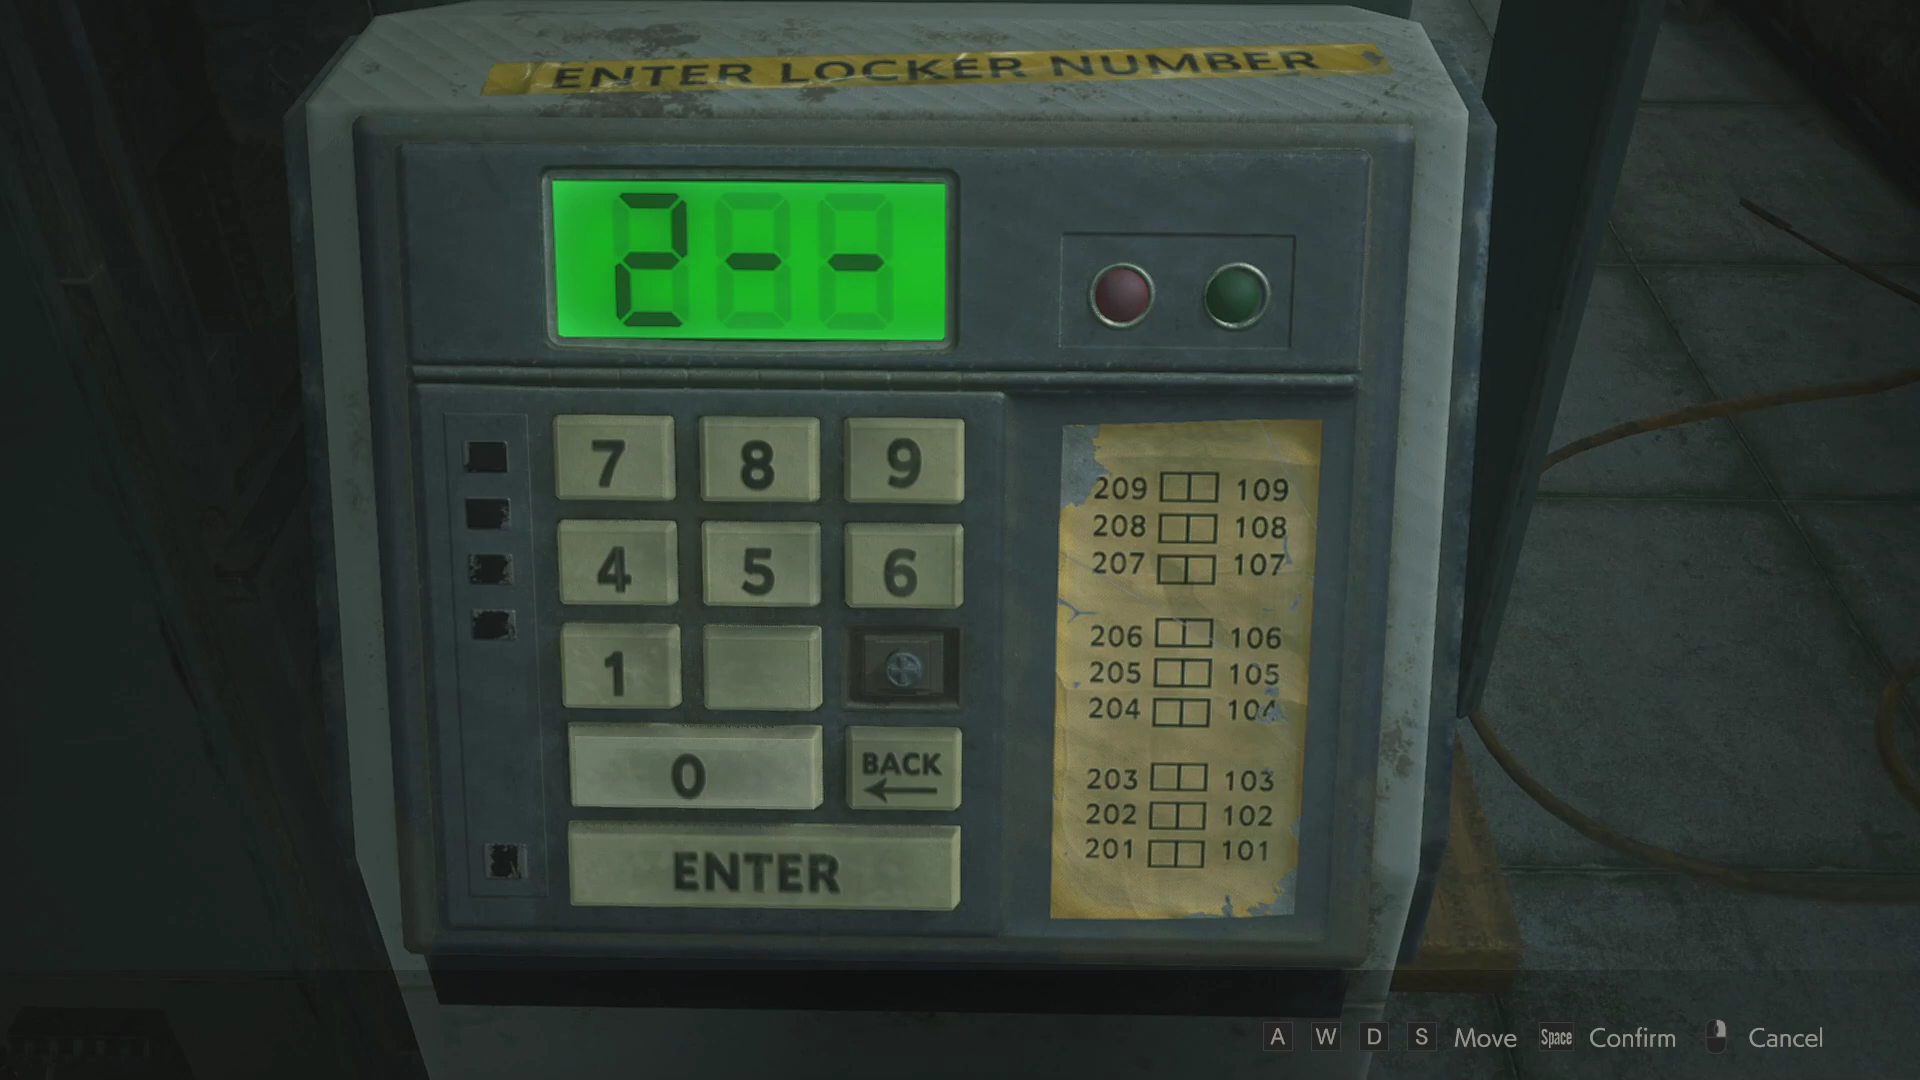 ENTER LOCKER NUMBER
2--
7 8 9
4 5 6
1
0 BACK
ENTER
209 109
208 108
207 107
206 106
205 105
204 104
203 103
202 102
201 101
A W D S Move Space Confirm Cancel